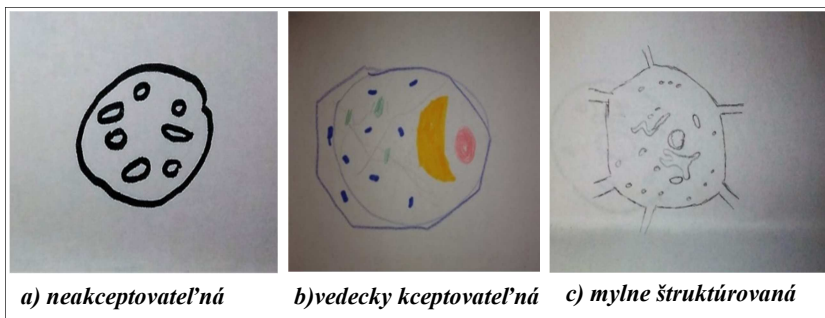 a) neakceptovateľná
b)vedecky kceptovateľná
c) mylne štruktúrovaná